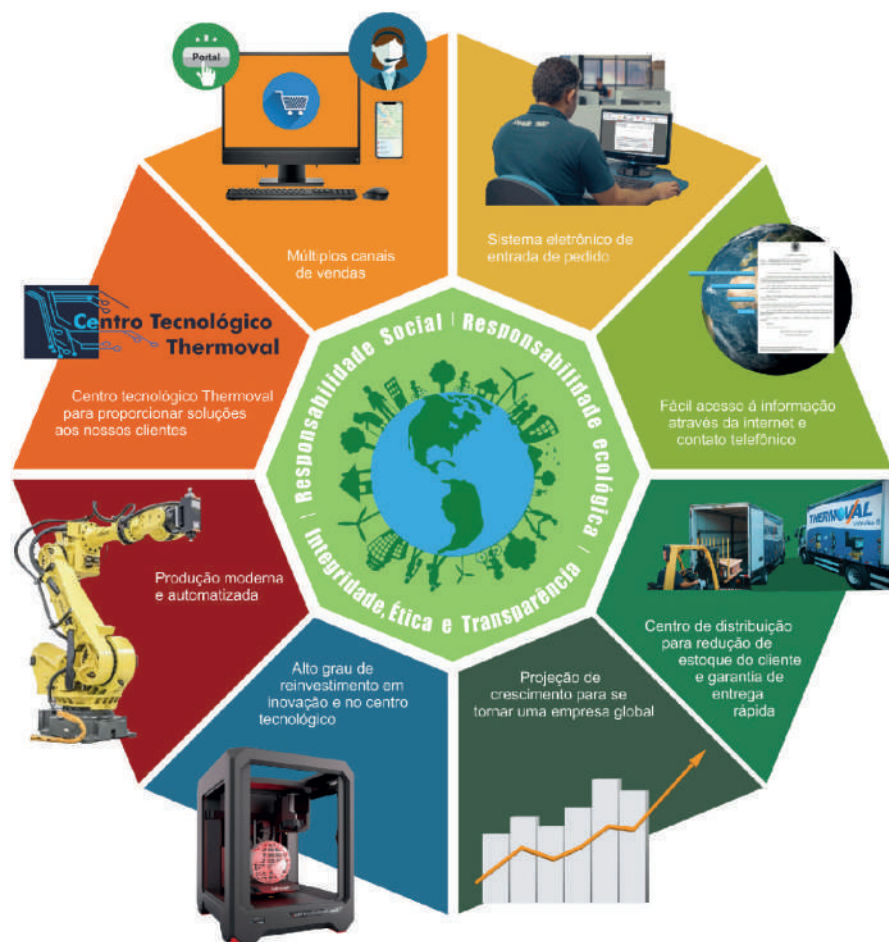 Portal
Múltiplos canais
de vendas
Sistema eletrônico de
entrada de pedido
Centro Tecnológico
Thermoval
Centro tecnológico Thermoval
para proporcionar soluções
aos nossos clientes
Fácil acesso á informação
através da internet e
contato telefônico
Responsabilidade Social | Responsabilidade ecológica |
Integridade, Ética e Transparência |
THERMOVAL
THERMOVAL
Produção moderna
e automatizada
Centro de distribuição
para redução de
estoque do cliente
e garantia de
entrega
rápida
Alto grau de
reinvestimento em
inovação e no centro
tecnológico
Projeção de
crescimento para se
tornar uma empresa global